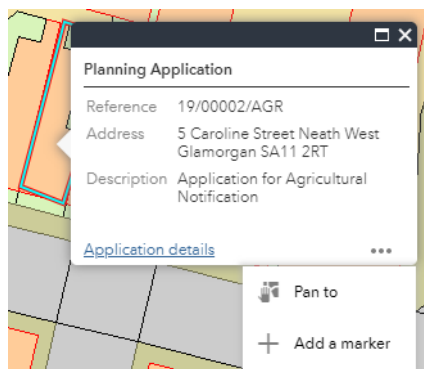 Planning Application
Reference 19/00002/AGR
Address 5 Caroline Street Neath West
Glamorgan SA11 2RT
Description Application for Agricultural
Notification
Application details
Pan to
Add a marker